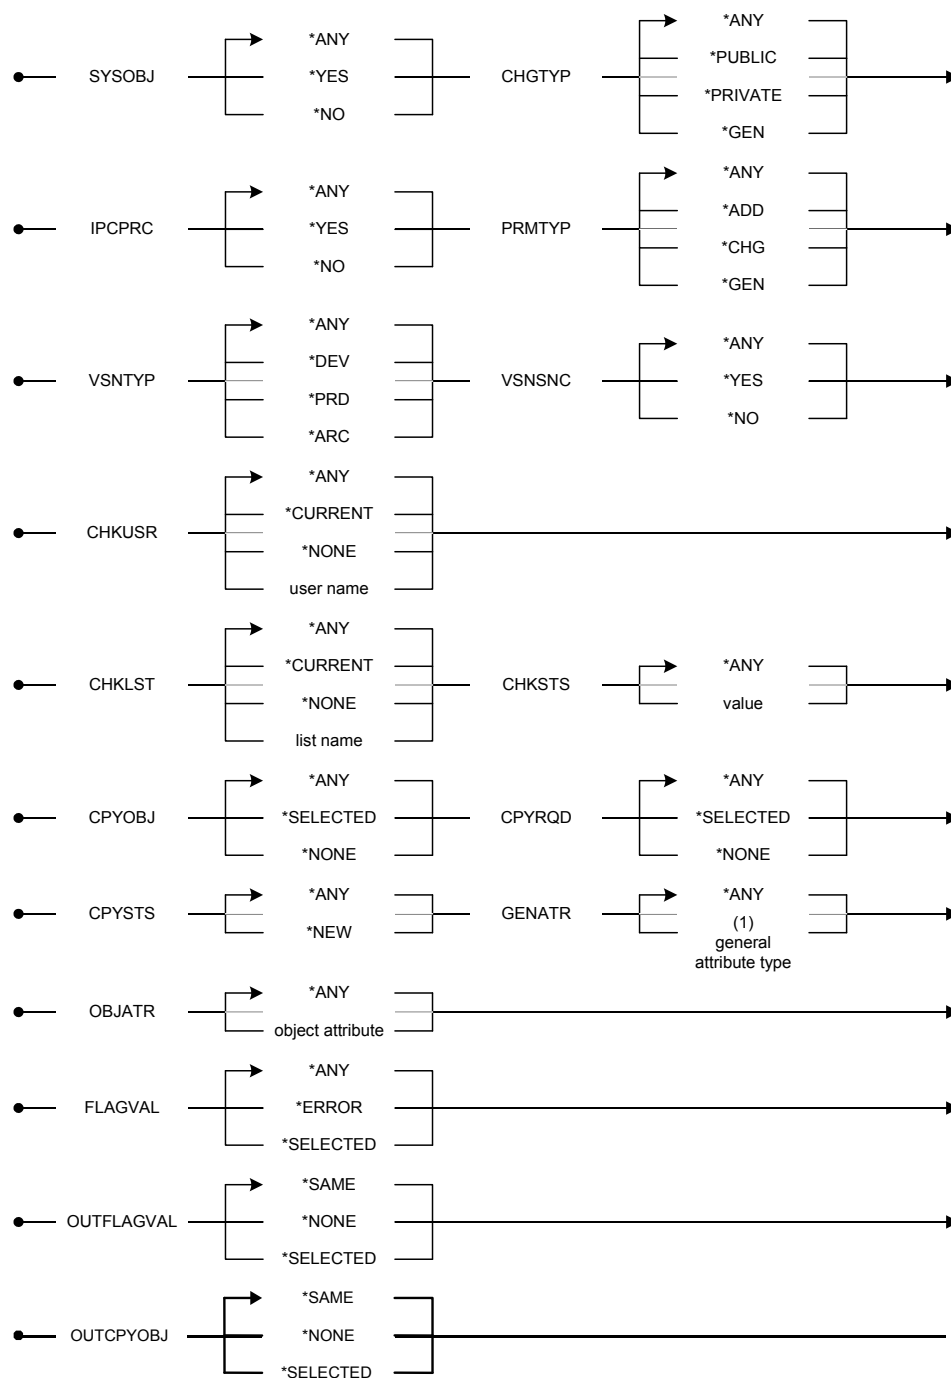 SYSOBJ
*ANY
*YES
*NO
CHGTYP
*ANY
*PUBLIC
*PRIVATE
*GEN
IPCPRC
*ANY
*YES
*NO
PRMTYP
*ANY
*ADD
*CHG
*GEN
VSNTYP
*ANY
*DEV
*PRD
*ARC
VSNSNC
*ANY
*YES
*NO
CHKUSR
*ANY
*CURRENT
*NONE
user name
CHKLST
*ANY
*CURRENT
*NONE
list name
CHKSTS
*ANY
value
CPYOBJ
*ANY
*SELECTED
*NONE
CPYRQD
*ANY
*SELECTED
*NONE
CPYSTS
*ANY
*NEW
GENATR
*ANY
(1)
general
attribute type
OBJATR
*ANY
object attribute
FLAGVAL
*ANY
*ERROR
*SELECTED
OUTFLAGVAL
*SAME
*NONE
*SELECTED
OUTCPYOBJ
*SAME
*NONE
*SELECTED